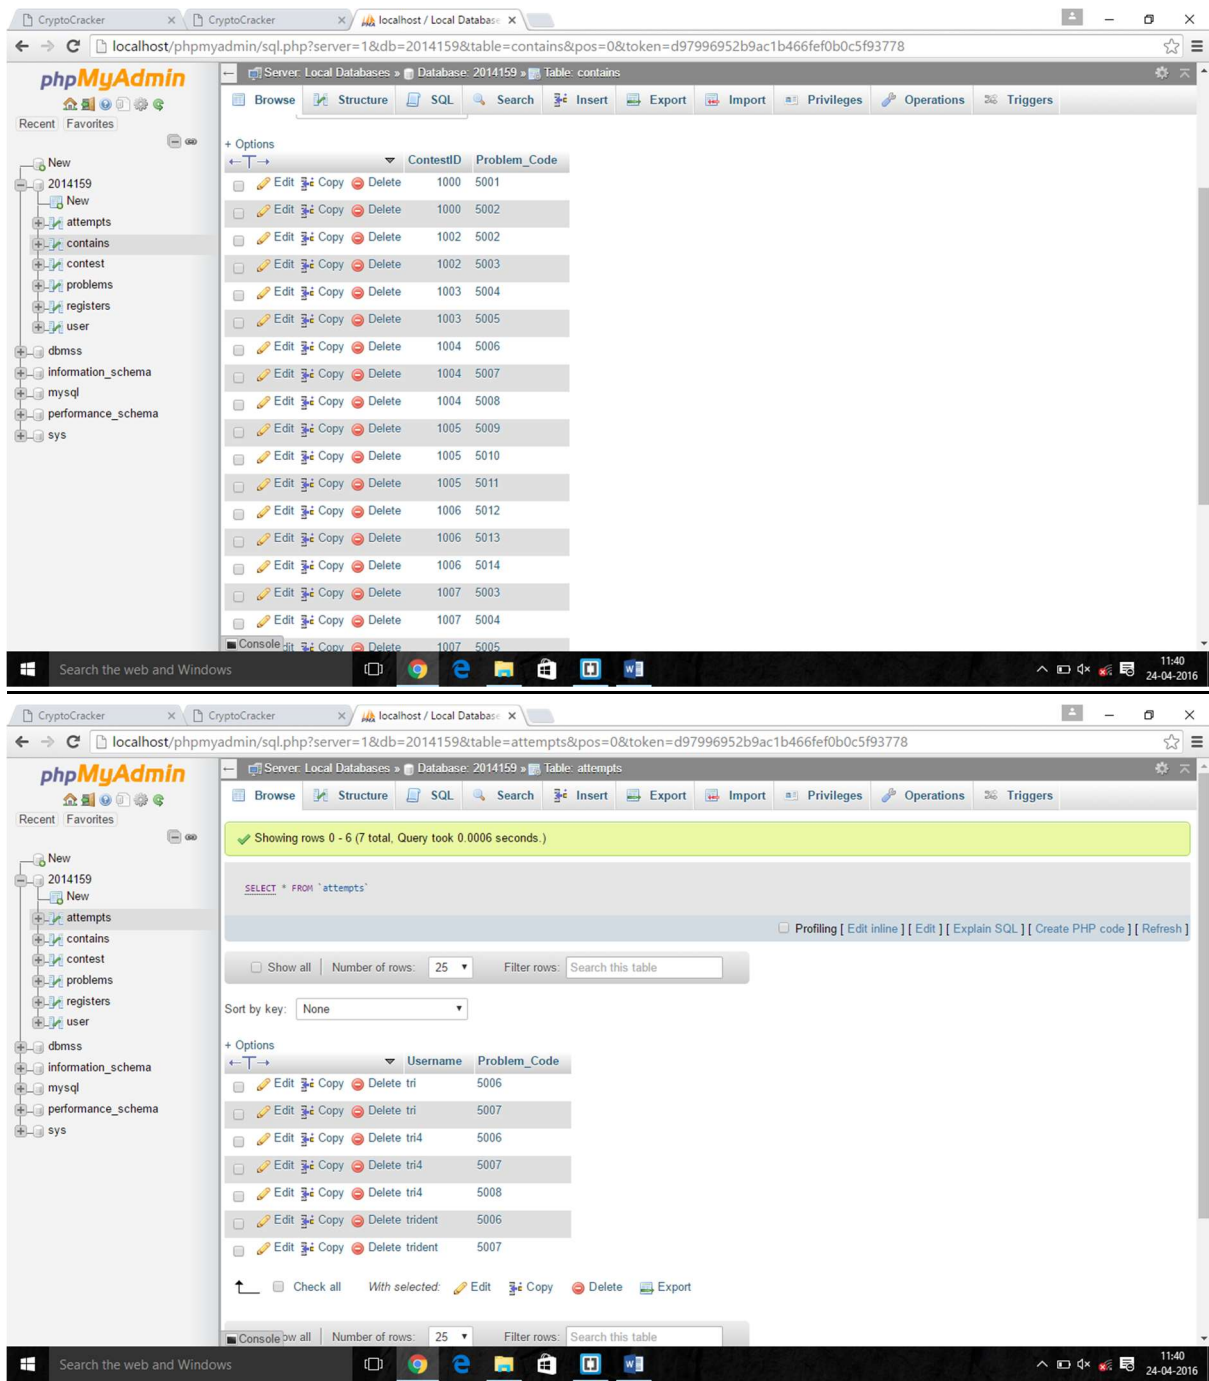 CryptoCracker CryptoCracker localhost / Local Database
localhost/phpmyadmin/sql.php?server=1&db=2014159&table=contains&pos=0&token=d97996952b9ac1b466fef0b0c5f93778
phpMyAdmin
Recent Favorites
New
2014159
New
attempts
contains
contest
problems
registers
user
dbmss
information_schema
mysql
performance_schema
sys
Server: Local Databases » Database: 2014159 » Table: contains
Browse Structure SQL Search Insert Export Import Privileges Operations Triggers
+ Options
←T→ ContestID Problem_Code
Edit Copy Delete 1000 5001
Edit Copy Delete 1000 5002
Edit Copy Delete 1002 5002
Edit Copy Delete 1002 5003
Edit Copy Delete 1003 5004
Edit Copy Delete 1003 5005
Edit Copy Delete 1004 5006
Edit Copy Delete 1004 5007
Edit Copy Delete 1004 5008
Edit Copy Delete 1005 5009
Edit Copy Delete 1005 5010
Edit Copy Delete 1005 5011
Edit Copy Delete 1006 5012
Edit Copy Delete 1006 5013
Edit Copy Delete 1006 5014
Edit Copy Delete 1007 5003
Edit Copy Delete 1007 5004
Console dit Copy Delete 1007 5005
Search the web and Windows
11:40
24-04-2016
CryptoCracker CryptoCracker localhost / Local Database
localhost/phpmyadmin/sql.php?server=1&db=2014159&table=attempts&pos=0&token=d97996952b9ac1b466fef0b0c5f93778
phpMyAdmin
Recent Favorites
New
2014159
New
attempts
contains
contest
problems
registers
user
dbmss
information_schema
mysql
performance_schema
sys
Server: Local Databases » Database: 2014159 » Table: attempts
Browse Structure SQL Search Insert Export Import Privileges Operations Triggers
Showing rows 0 - 6 (7 total, Query took 0.0006 seconds.)
SELECT * FROM `attempts`
Profiling [ Edit inline ] [ Edit ] [ Explain SQL ] [ Create PHP code ] [ Refresh ]
Show all Number of rows: 25 Filter rows: Search this table
Sort by key: None
+ Options
←T→ Username Problem_Code
Edit Copy Delete tri 5006
Edit Copy Delete tri 5007
Edit Copy Delete tri4 5006
Edit Copy Delete tri4 5007
Edit Copy Delete tri4 5008
Edit Copy Delete trident 5006
Edit Copy Delete trident 5007
Check all With selected: Edit Copy Delete Export
Console ow all Number of rows: 25 Filter rows: Search this table
Search the web and Windows
11:40
24-04-2016